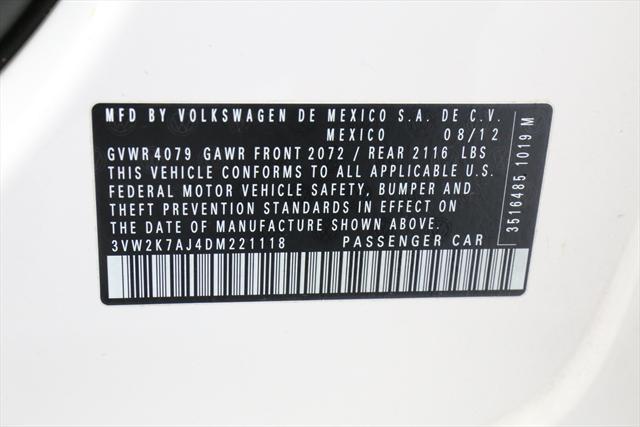 MFD BY VOLKSWAGEN DE MEXICO S.A. DE C.V.
MEXICO 08/12
GVWR 4079 GAWR FRONT 2072 / REAR 2116 LBS
THIS VEHICLE CONFORMS TO ALL APPLICABLE U.S.
FEDERAL MOTOR VEHICLE SAFETY, BUMPER AND
THEFT PREVENTION STANDARDS IN EFFECT ON
THE DATE OF MANUFACTURE SHOWN ABOVE.
3VW2K7AJ4DM221118 PASSENGER CAR
3516485 1019 M